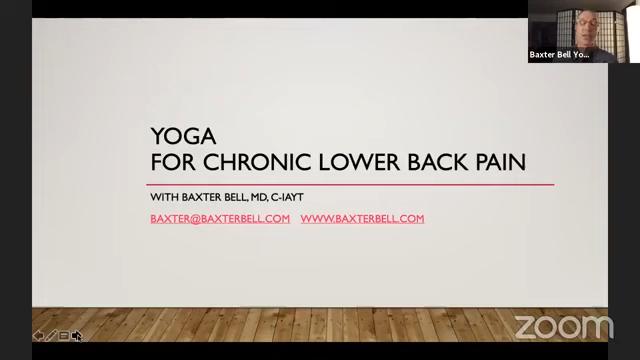 Baxter Bell Yo...
YOGA
FOR CHRONIC LOWER BACK PAIN
WITH BAXTER BELL, MD, C-IAYT
BAXTER@BAXTERBELL.COM WWW.BAXTERBELL.COM
zoom